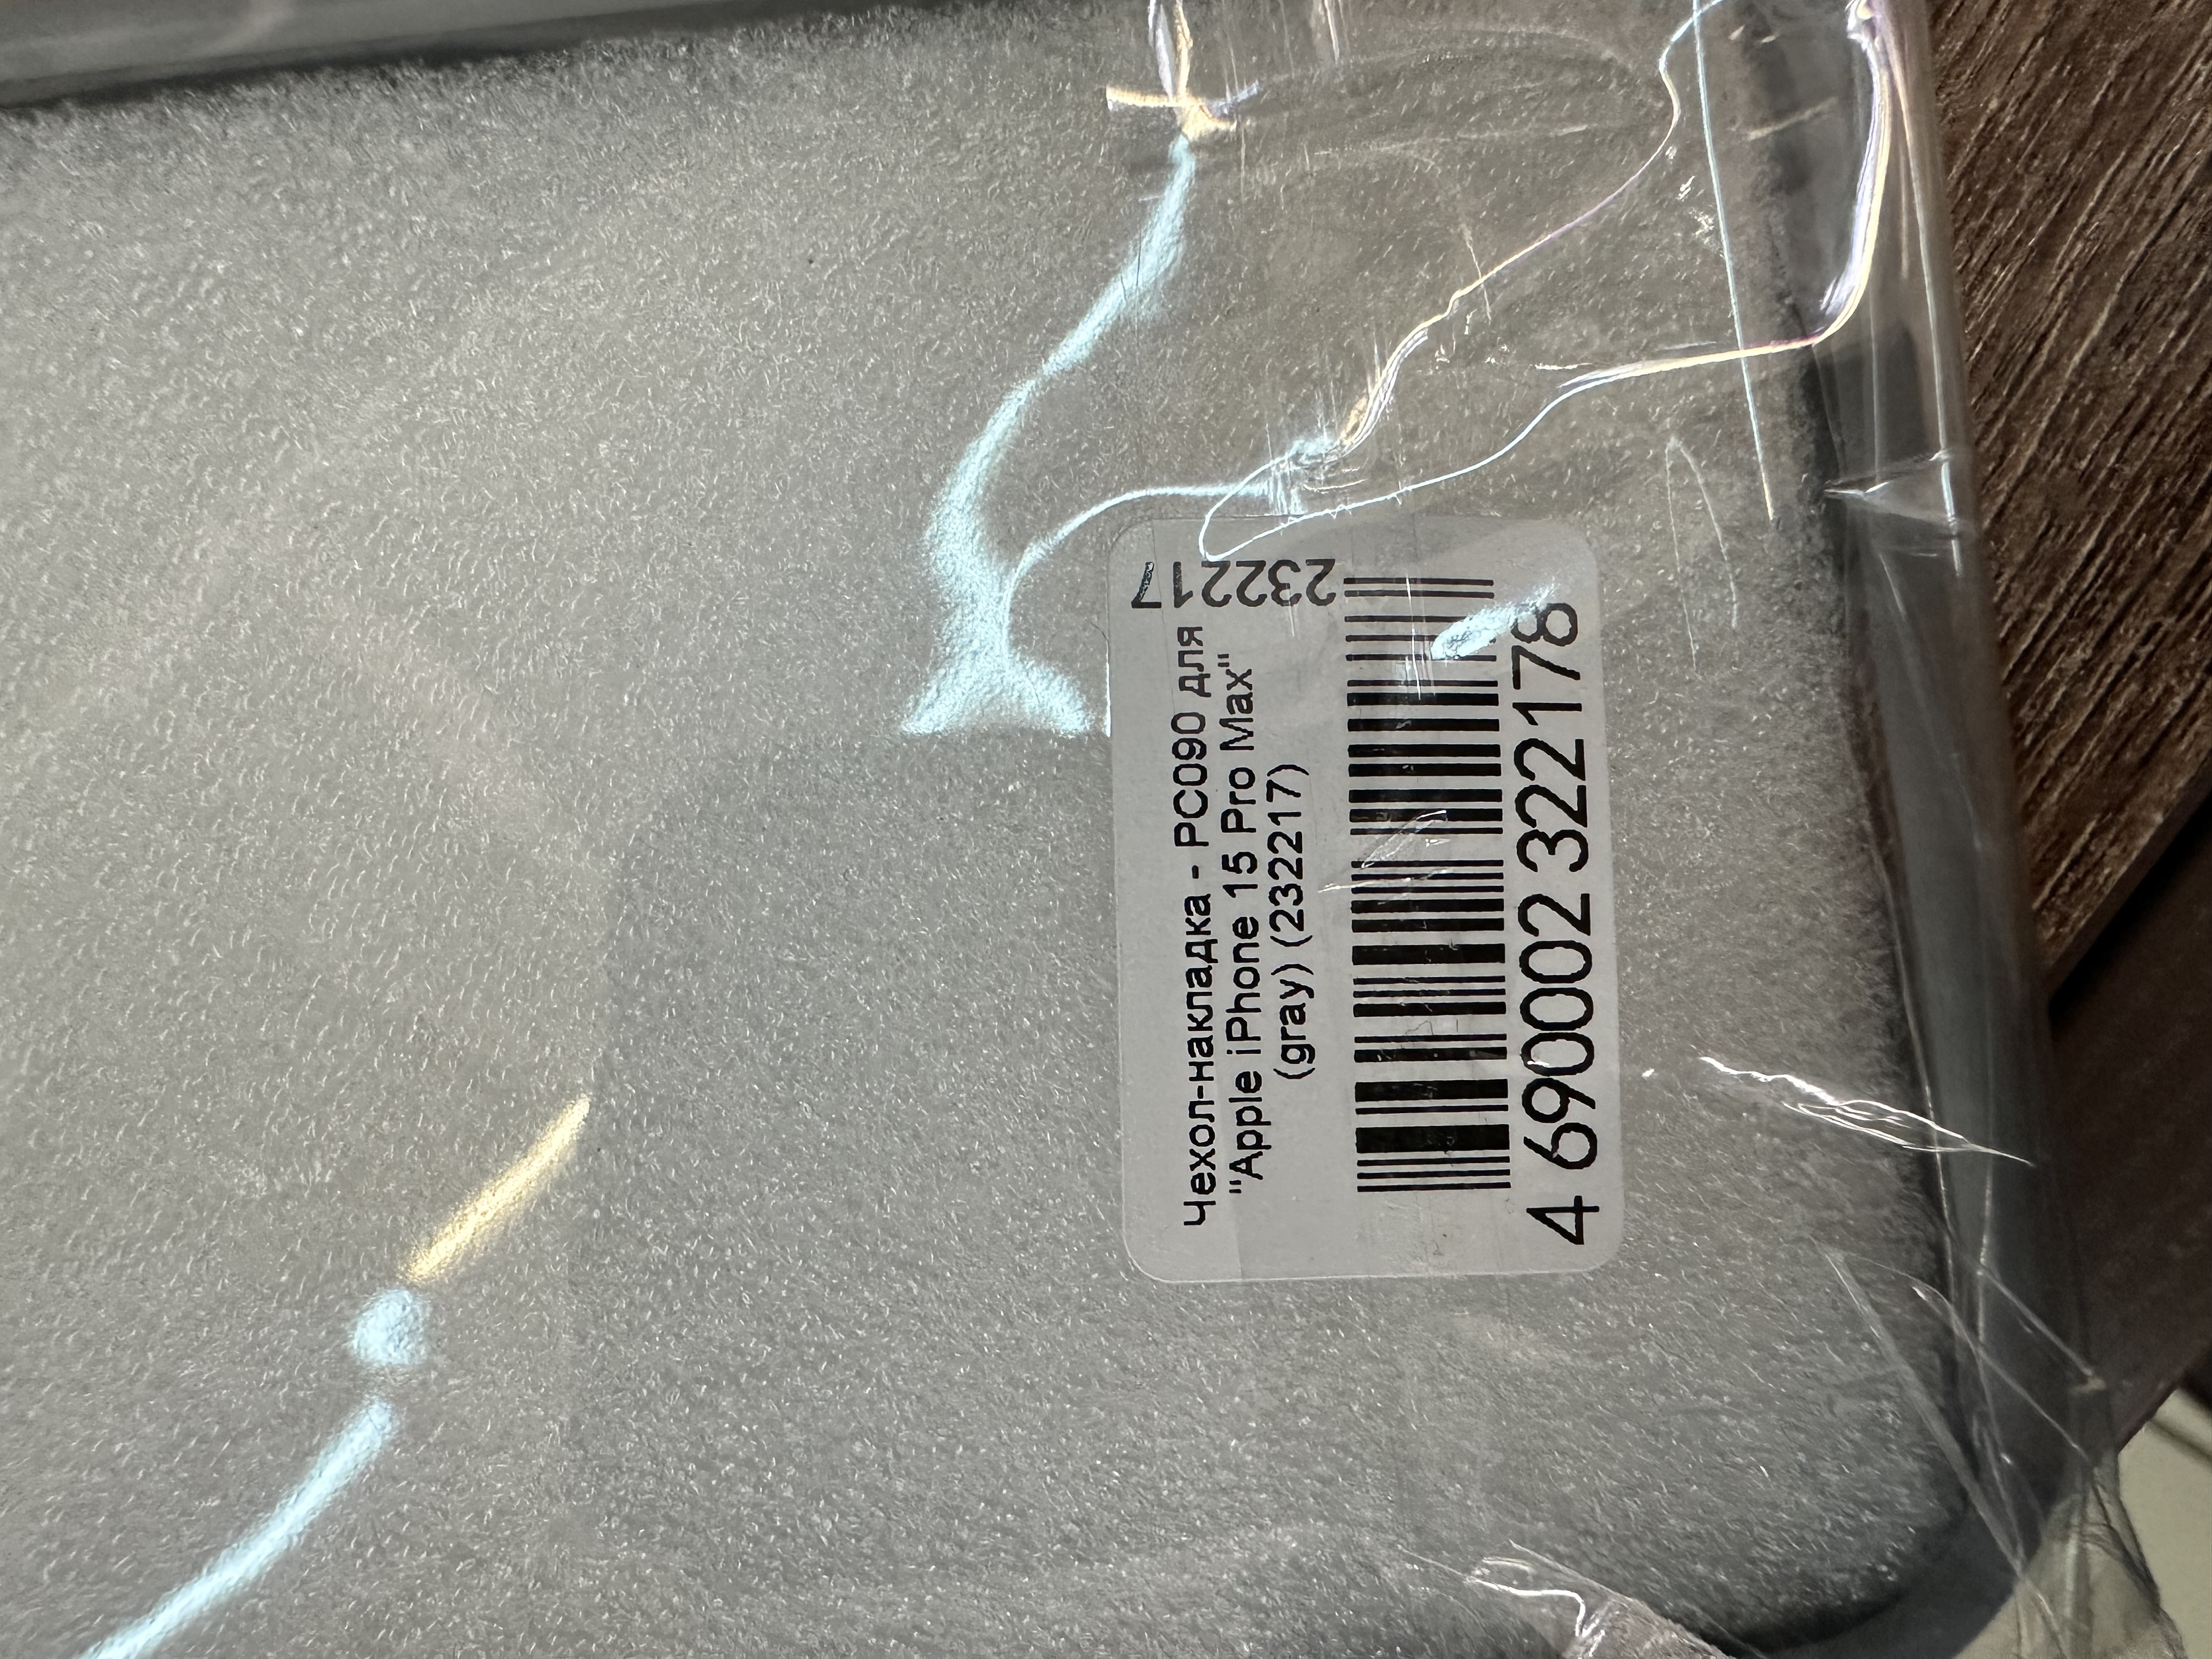 Чехол-накладка - PC090 для
"Apple iPhone 15 Pro Max"
(gray) (232217)
232217
4 690002 322178